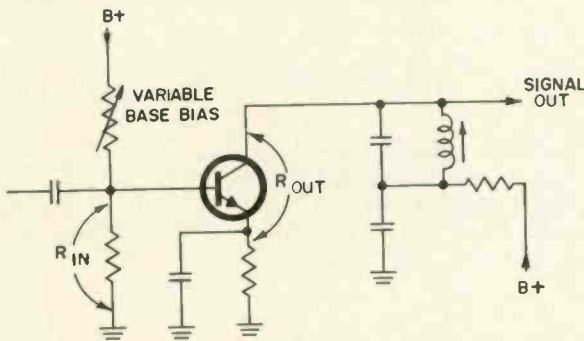 B+
VARIABLE
BASE BIAS
SIGNAL
OUT
R OUT
R IN
B+